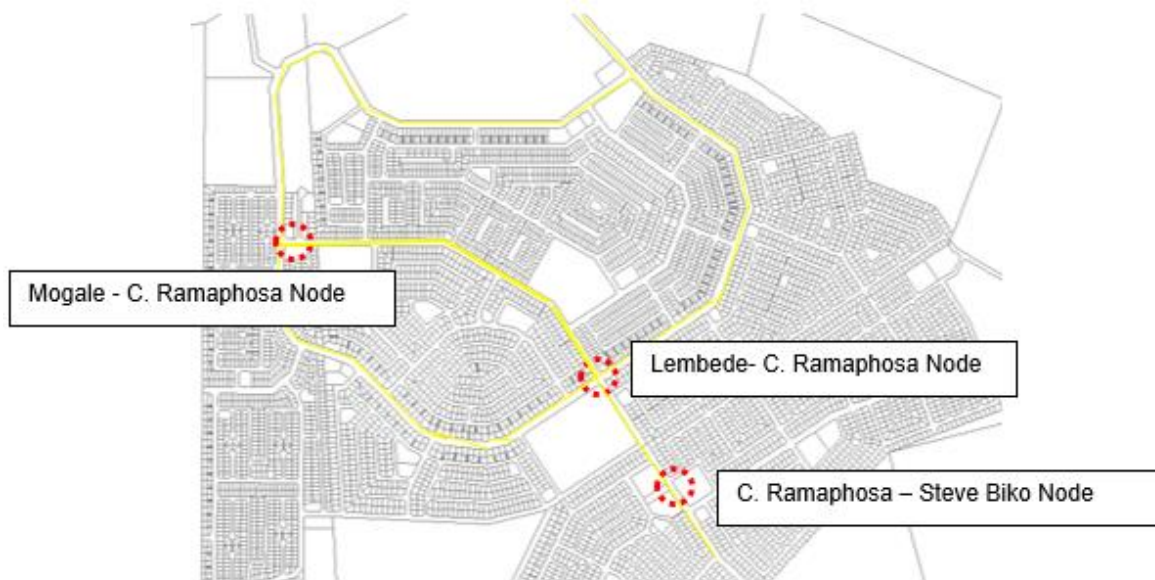 Mogale - C. Ramaphosa Node
Lembede- C. Ramaphosa Node
C. Ramaphosa – Steve Biko Node